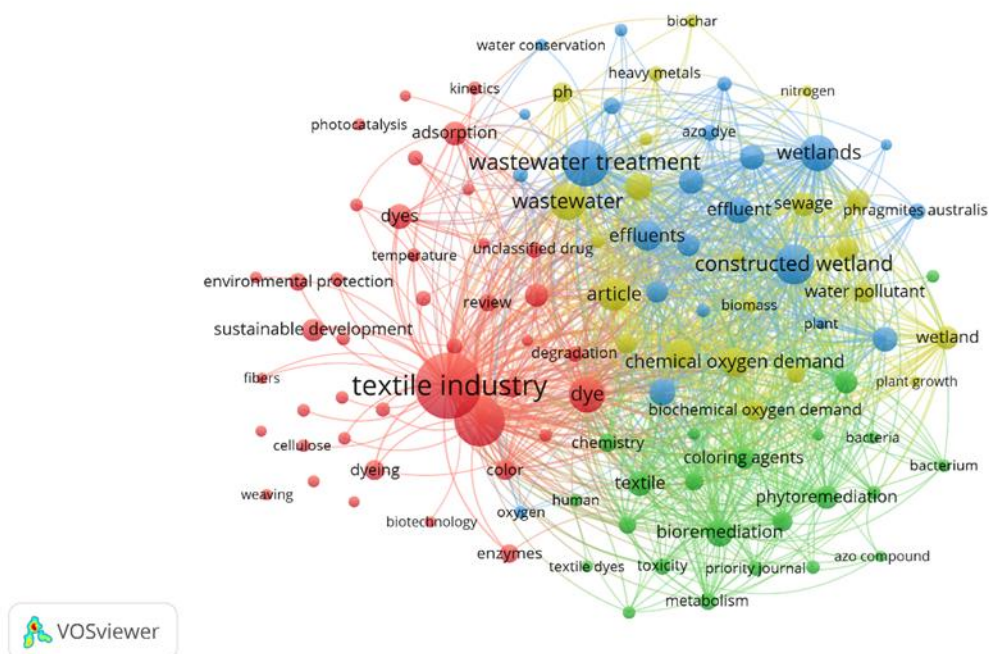 biochar
water conservation
heavy metals
kinetics
ph
nitrogen
photocatalysis
adsorption
azo dye
wastewater treatment
wetlands
wastewater
effluent
sewage
phragmites australis
dyes
effluents
unclassified drug
temperature
constructed wetland
environmental protection
article
water pollutant
review
biomass
sustainable development
plant
wetland
degradation
chemical oxygen demand
fibers
textile industry
plant growth
dye
biochemical oxygen demand
chemistry
bacteria
cellulose
coloring agents
bacterium
dyeing
color
textile
weaving
human
phytoremediation
oxygen
biotechnology
bioremediation
enzymes
azo compound
textile dyes
toxicity
priority journal
metabolism
VOSviewer